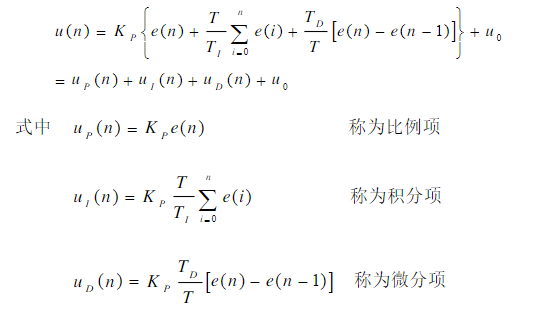 u(n) = K_P{e(n) + T/T_I ∑_{i=0}^{n} e(i) + T_D/T [e(n) − e(n−1)]} + u_0
= u_P(n) + u_I(n) + u_D(n) + u_0
式中 u_P(n) = K_P e(n) 称为比例项
u_I(n) = K_P T/T_I ∑_{i=0}^{n} e(i) 称为积分项
u_D(n) = K_P T_D/T [e(n) − e(n−1)] 称为微分项